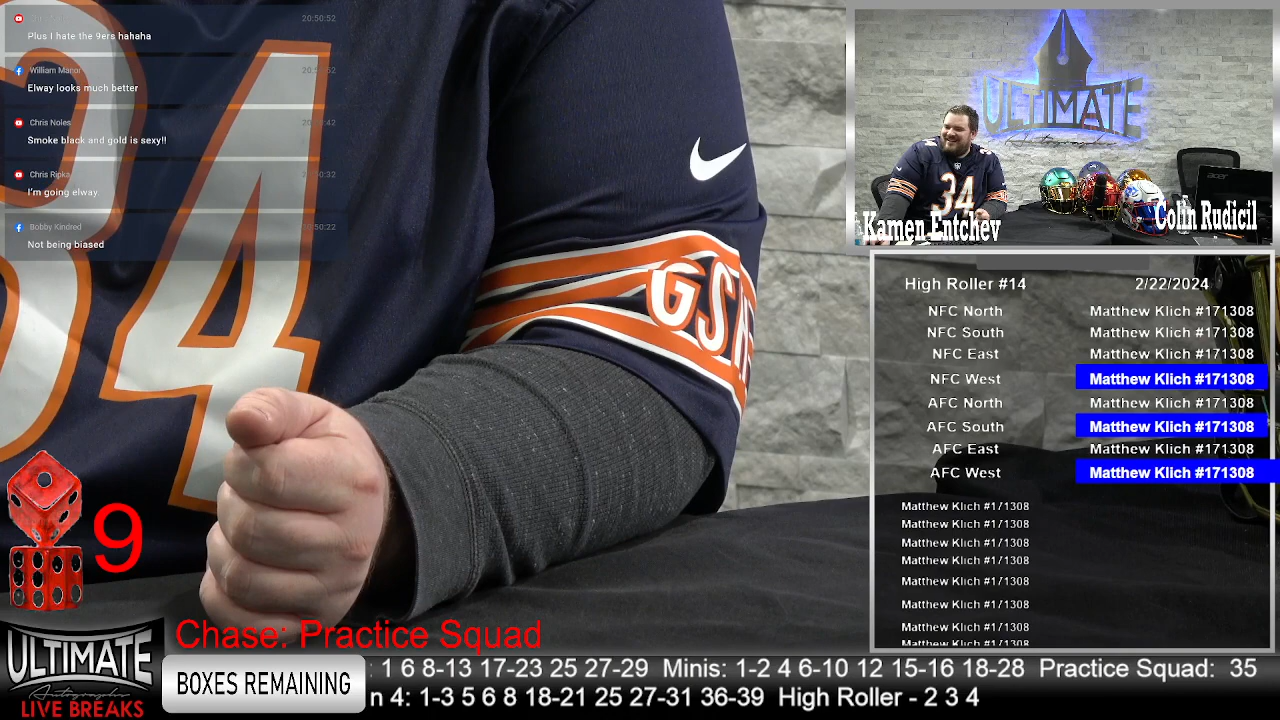 20:50:52
Plus I hate the 9ers hahaha
William Manor
Elway looks much better
Chris Noles
Smoke black and gold is sexy!!
Chris Ripka
I'm going elway
20:50:22
Bobby Kindred
Not being biased
34
GSH
ULTIMATE
34
acer
Kamen Entchev
Colin Rudicil
High Roller #14 2/22/2024
NFC North Matthew Klich #171308
NFC South Matthew Klich #171308
NFC East Matthew Klich #171308
NFC West Matthew Klich #171308
AFC North Matthew Klich #171308
AFC South Matthew Klich #171308
AFC East Matthew Klich #171308
AFC West Matthew Klich #171308
Matthew Klich #171308
Matthew Klich #171308
Matthew Klich #171308
Matthew Klich #171308
Matthew Klich #171308
Matthew Klich #171308
Matthew Klich #171308
Matthew Klich #171308
9
Chase: Practice Squad
ULTIMATE
Autographs
LIVE BREAKS
BOXES REMAINING
: 1 6 8-13 17-23 25 27-29 Minis: 1-2 4 6-10 12 15-16 18-28 Practice Squad: 35
n 4: 1-3 5 6 8 18-21 25 27-31 36-39 High Roller - 2 3 4